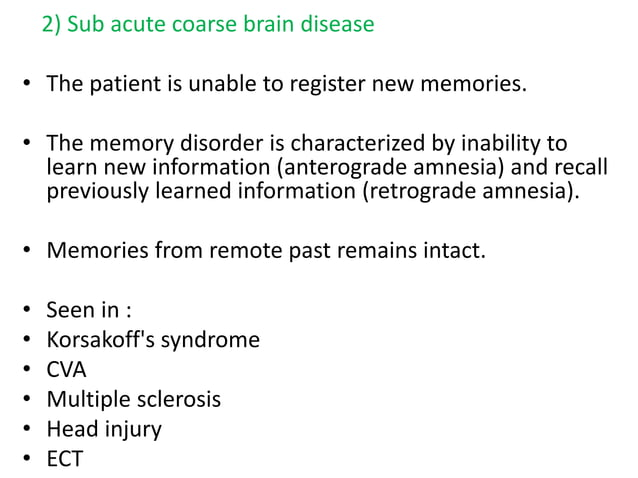 2) Sub acute coarse brain disease
• The patient is unable to register new memories.
• The memory disorder is characterized by inability to
learn new information (anterograde amnesia) and recall
previously learned information (retrograde amnesia).
• Memories from remote past remains intact.
• Seen in :
• Korsakoff's syndrome
• CVA
• Multiple sclerosis
• Head injury
• ECT